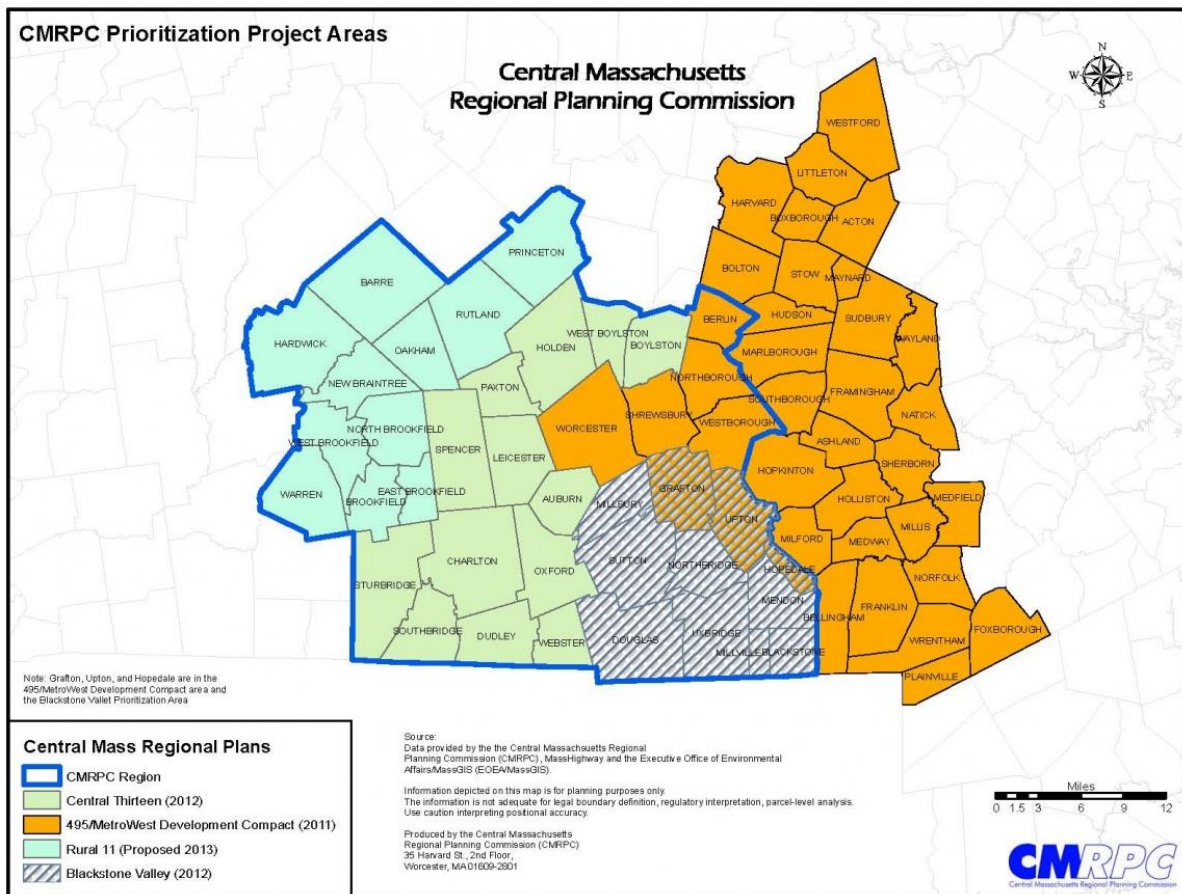 CMRPC Prioritization Project Areas
Central Massachusetts
Regional Planning Commission
N
W E
S
WESTFORD
LITTLETON
HARVARD
BOXBOROUGH
ACTON
PRINCETON
BOLTON
STOW
MAYNARD
BARRE
RUTLAND
BERLIN
HUDSON
SUDBURY
WAYLAND
HARDWICK
OAKHAM
HOLDEN
WEST BOYLSTON
BOYLSTON
MARLBOROUGH
NEW BRAINTREE
PAXTON
NORTHBOROUGH
SOUTHBOROUGH
FRAMINGHAM
NATICK
WEST BROOKFIELD
NORTH BROOKFIELD
SPENCER
LEICESTER
WORCESTER
SHREWSBURY
WESTBOROUGH
ASHLAND
SHERBORN
HOPKINTON
WARREN
BROOKFIELD
EAST BROOKFIELD
AUBURN
MILLBURY
GRAFTON
UPTON
HOLLISTON
MEDFIELD
MILLIS
MILFORD
MEDWAY
STURBRIDGE
CHARLTON
OXFORD
SUTTON
NORTHBRIDGE
HOPEDALE
MENDON
NORFOLK
BELLINGHAM
FRANKLIN
SOUTHBRIDGE
DUDLEY
WEBSTER
DOUGLAS
UXBRIDGE
MILLVILLE
BLACKSTONE
WRENTHAM
FOXBOROUGH
PLAINVILLE
Note: Grafton, Upton, and Hopedale are in the
495/MetroWest Development Compact area and
the Blackstone Vallet Prioritization Area
Central Mass Regional Plans
CMRPC Region
Central Thirteen (2012)
495/MetroWest Development Compact (2011)
Rural 11 (Proposed 2013)
Blackstone Valley (2012)
Source:
Data provided by the the Central Massachsuetts Regional
Planning Commission (CMRPC), MassHighway and the Executive Office of Environmental
Affairs/MassGIS (EOEA/MassGIS).
Information depicted on this map is for planning purposes only.
The information is not adequate for legal boundary definition, regulatory interpretation, parcel-level analysis.
Use caution interpreting positional accuracy.
Produced by the Central Massachusetts
Regional Planning Commission (CMRPC)
35 Harvard St., 2nd Floor,
Worcester, MA 01609-2801
Miles
0 1.5 3 6 9 12
CMRPC
Central Massachusetts Regional Planning Commission